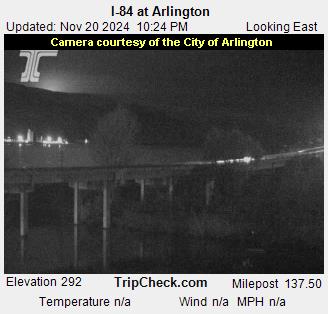 I-84 at Arlington
Updated: Nov 20 2024 10:24 PM Looking East
Camera courtesy of the City of Arlington
Elevation 292 TripCheck.com Milepost 137.50
Temperature n/a Wind n/a MPH n/a